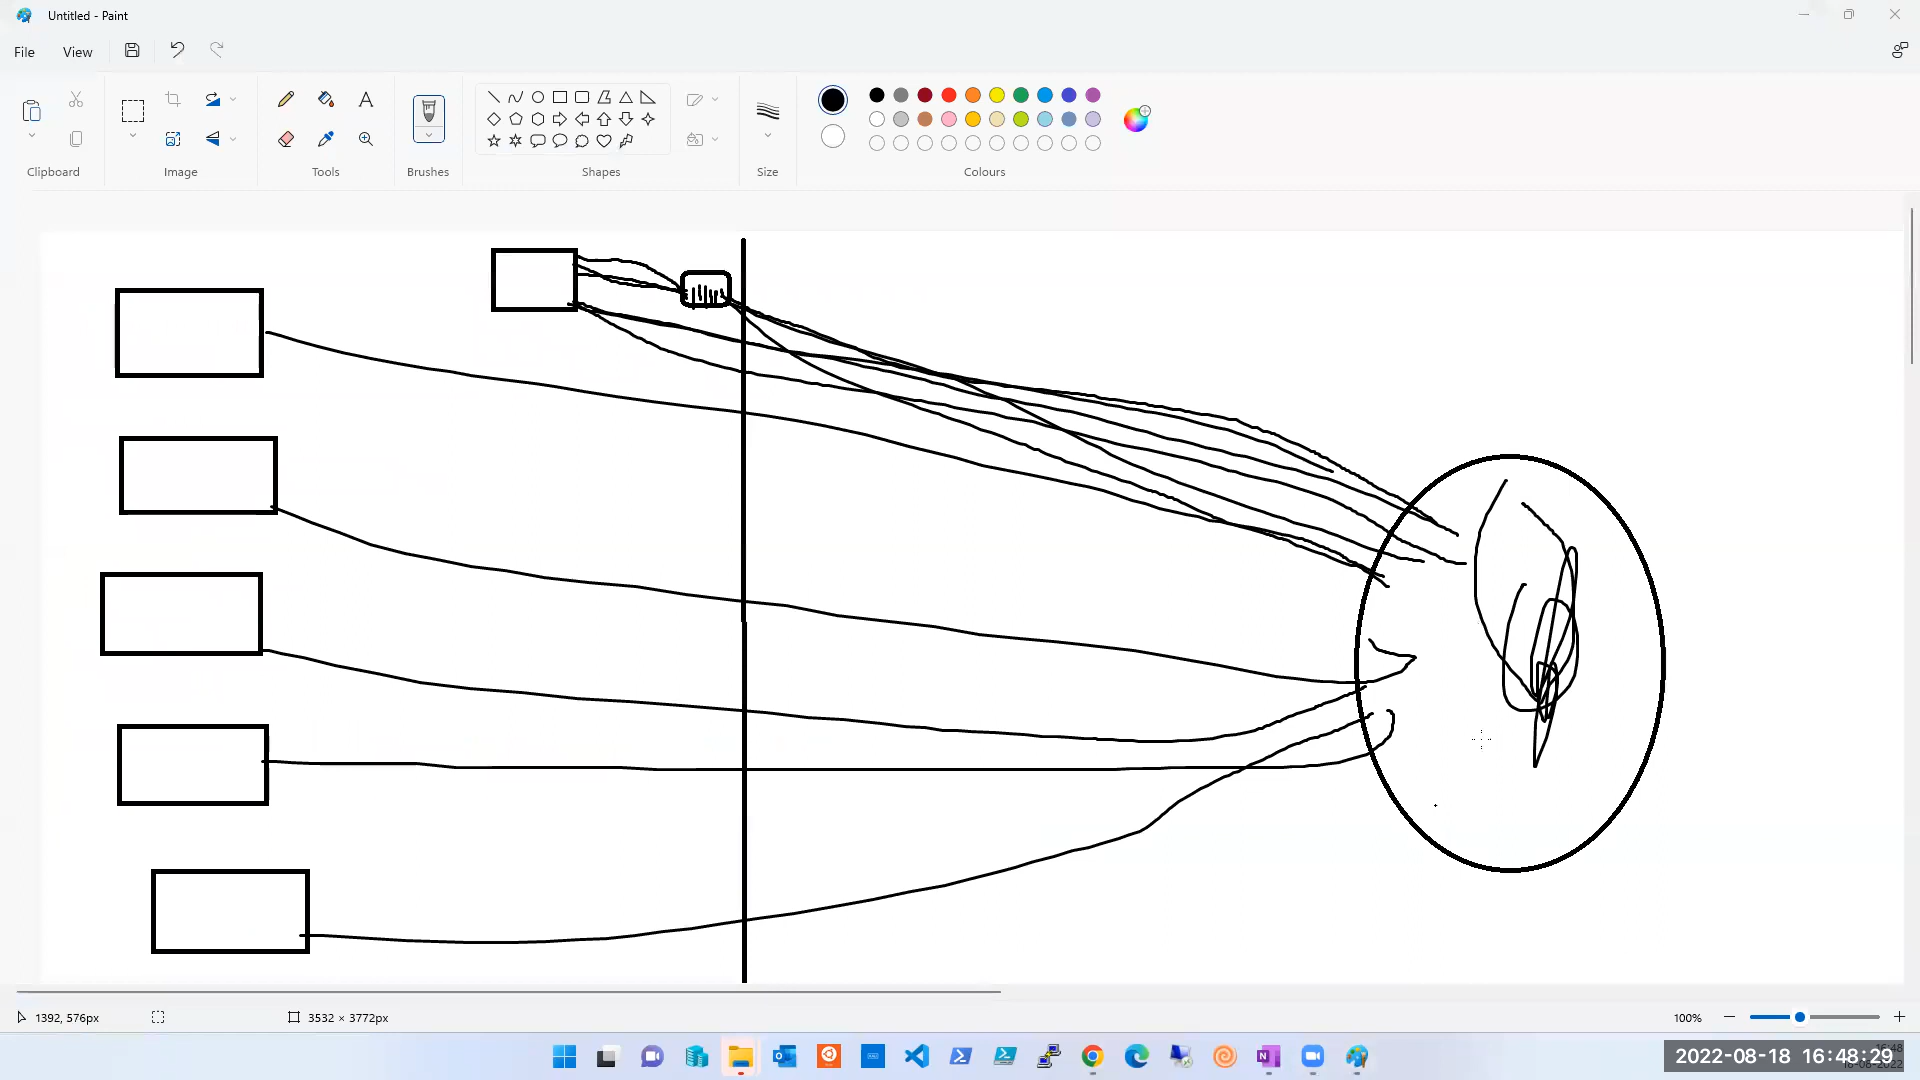 Untitled - Paint
File
View
Clipboard
Image
Tools
Brushes
Shapes
Size
Colours
1392, 576px
3532 × 3772px
100%
2022-08-18 16:48:29